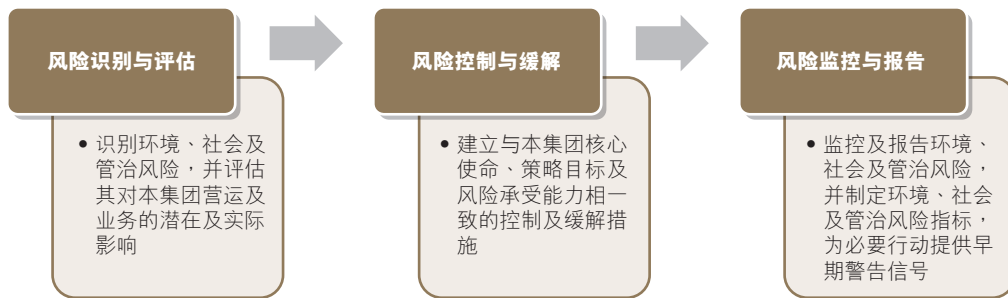 风险识别与评估
• 识别环境、社会及
管治风险，并评估
其对本集团营运及
业务的潜在及实际
影响
风险控制与缓解
• 建立与本集团核心
使命、策略目标及
风险承受能力相一
致的控制及缓解措
施
风险监控与报告
• 监控及报告环境、
社会及管治风险，
并制定环境、社会
及管治风险指标，
为必要行动提供早
期警告信号